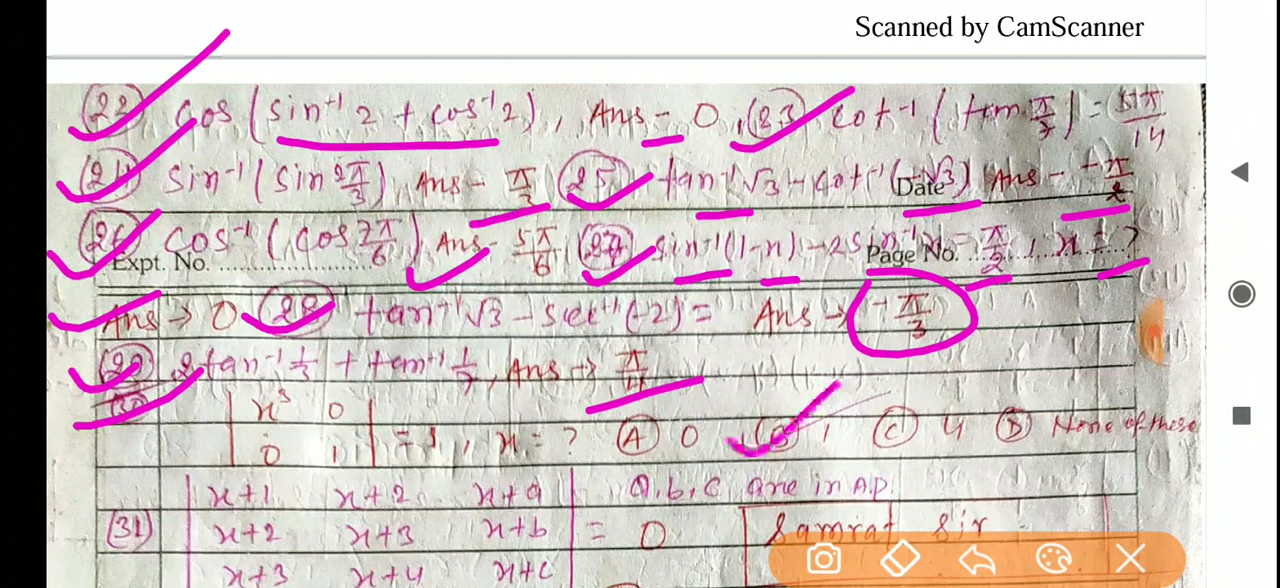 Scanned by CamScanner
(22) cos (sin⁻¹ 2 + cos⁻¹ 2), Ans - 0, (23) cot⁻¹ (tan π/7) = 5π/14
(24) sin⁻¹ (sin 2π/3), Ans - π/3 (25) tan⁻¹ √3 - cot⁻¹ (-√3) Ans - -π/2
Date
(26) cos⁻¹ (cos 7π/6), Ans - 5π/6 (27) sin⁻¹ (1-x) - 2 sin⁻¹ x = π/2, x = ?
Expt. No. Page No.
Ans → 0 (28) tan⁻¹ √3 - sec⁻¹ (-2) = Ans → -π/3
(29) 2 tan⁻¹ 1/3 + tan⁻¹ 1/7, Ans → π/4
(30) | x³ 0 |
| 0 1 | = 1, x = ? (A) 0 (B) 1 (C) 4 (D) None of these
| x+1 x+2 x+a | a, b, c are in A.P.
(31) | x+2 x+3 x+b | = 0 Samrat Sir
| x+3 x+4 x+c |